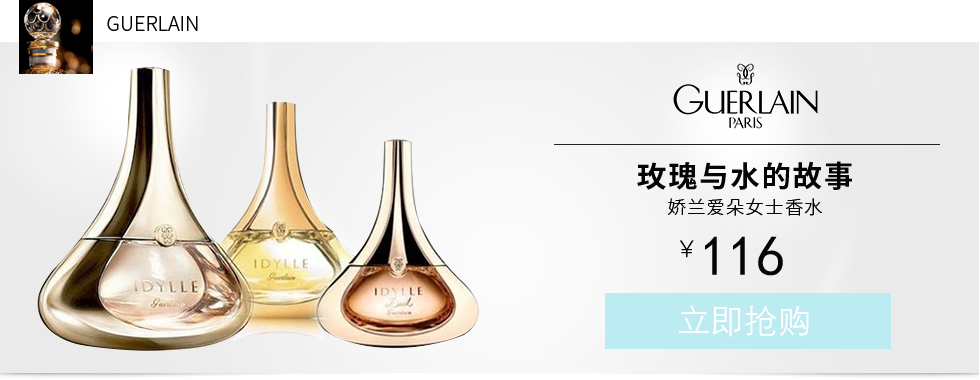 GUERLAIN
GUERLAIN
PARIS
玫瑰与水的故事
娇兰爱朵女士香水
¥116
立即抢购
IDYLLE
Guerlain
IDYLLE
Guerlain
IDYLLE
Duet
Guerlain